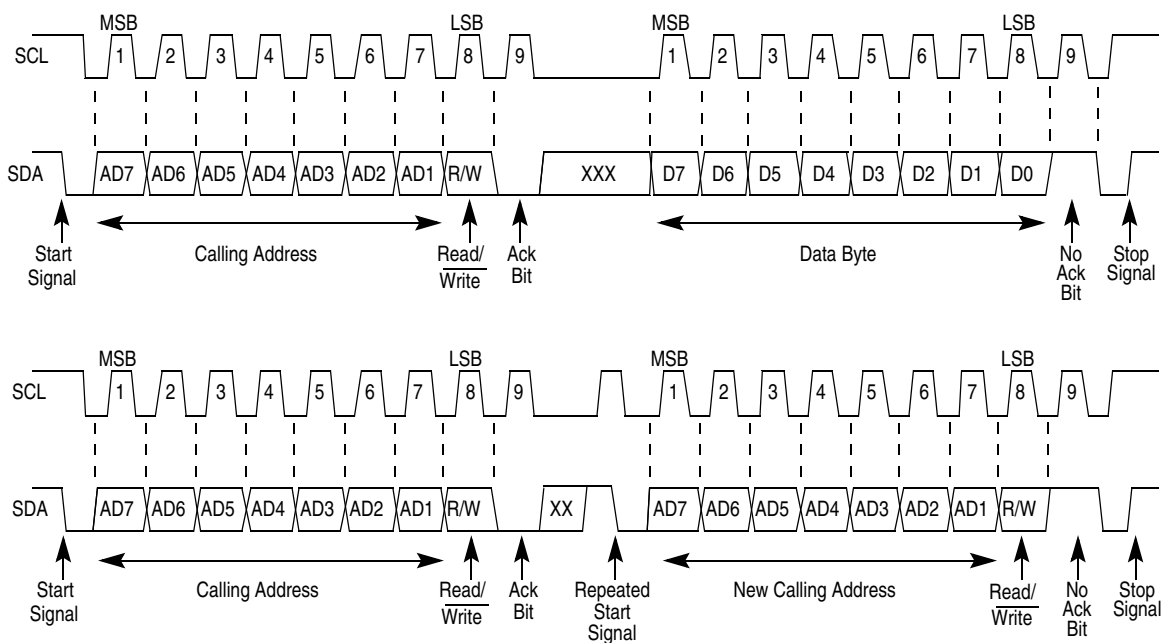 MSB LSB MSB LSB
SCL 1 2 3 4 5 6 7 8 9 1 2 3 4 5 6 7 8 9
SDA AD7 AD6 AD5 AD4 AD3 AD2 AD1 R/W XXX D7 D6 D5 D4 D3 D2 D1 D0
Start Signal
Calling Address
Read/
Write
Ack
Bit
Data Byte
No
Ack
Bit
Stop
Signal
MSB LSB MSB LSB
SCL 1 2 3 4 5 6 7 8 9 1 2 3 4 5 6 7 8 9
SDA AD7 AD6 AD5 AD4 AD3 AD2 AD1 R/W XX AD7 AD6 AD5 AD4 AD3 AD2 AD1 R/W
Start
Signal
Calling Address
Read/
Write
Ack
Bit
Repeated
Start
Signal
New Calling Address
Read/
Write
No
Ack
Bit
Stop
Signal